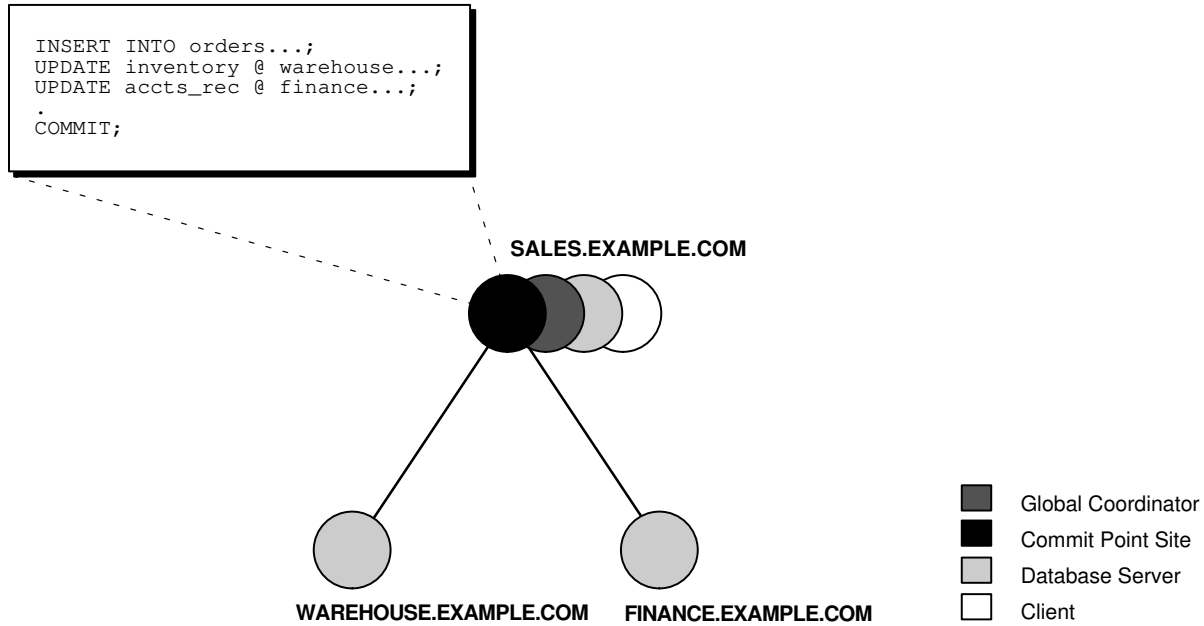 INSERT INTO orders...;
UPDATE inventory @ warehouse...;
UPDATE accts_rec @ finance...;
.
COMMIT;
SALES.EXAMPLE.COM
WAREHOUSE.EXAMPLE.COM
FINANCE.EXAMPLE.COM
Global Coordinator
Commit Point Site
Database Server
Client